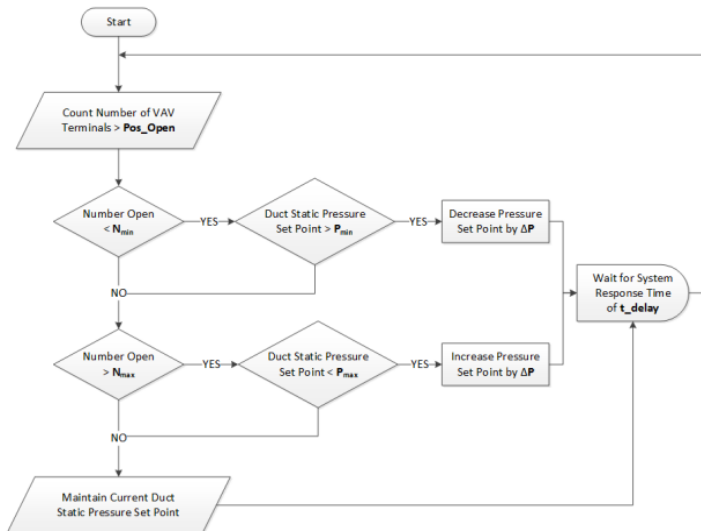 Start
Count Number of VAV
Terminals > Pos_Open
Number Open
< Nmin
YES
Duct Static Pressure
Set Point > Pmin
YES
Decrease Pressure
Set Point by ΔP
Wait for System
Response Time
of t_delay
NO
Number Open
> Nmax
YES
Duct Static Pressure
Set Point < Pmax
YES
Increase Pressure
Set Point by ΔP
NO
Maintain Current Duct
Static Pressure Set Point